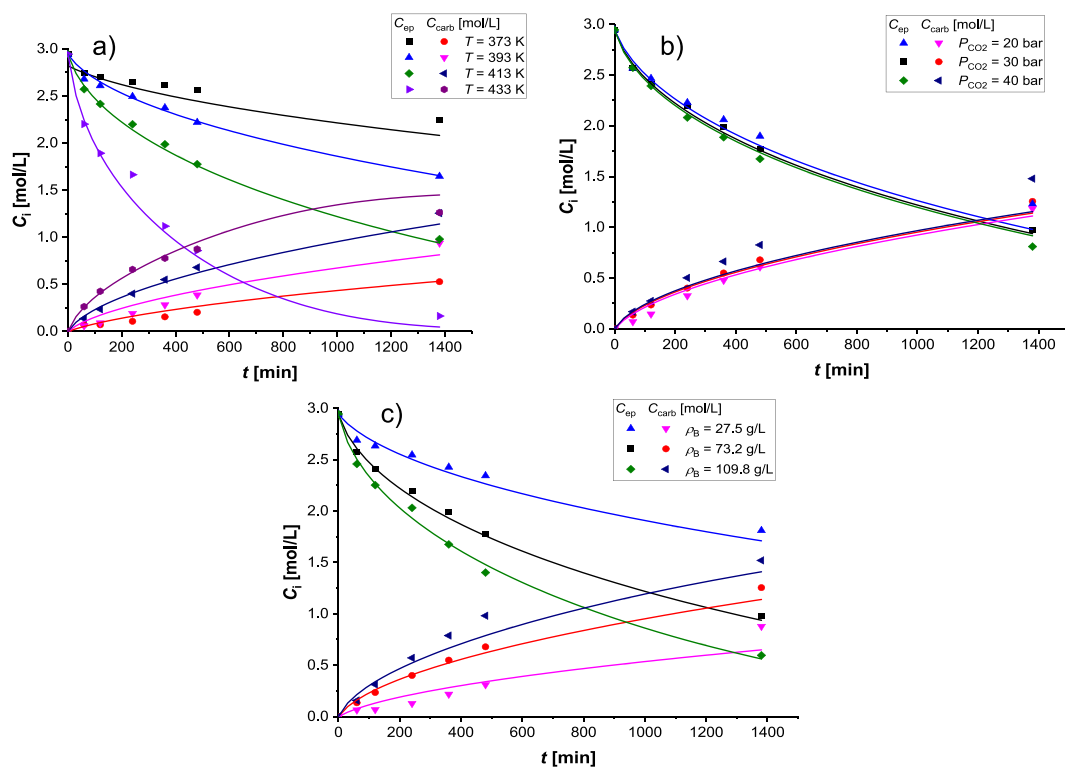 a)
C_ep C_carb [mol/L]
T = 373 K
T = 393 K
T = 413 K
T = 433 K
3.0
2.5
2.0
1.5
1.0
0.5
0.0
C_i [mol/L]
0 200 400 600 800 1000 1200 1400
t [min]
b)
C_ep C_carb [mol/L]
P_CO2 = 20 bar
P_CO2 = 30 bar
P_CO2 = 40 bar
3.0
2.5
2.0
1.5
1.0
0.5
0.0
C_i [mol/L]
0 200 400 600 800 1000 1200 1400
t [min]
c)
C_ep C_carb [mol/L]
ρ_B = 27.5 g/L
ρ_B = 73.2 g/L
ρ_B = 109.8 g/L
3.0
2.5
2.0
1.5
1.0
0.5
0.0
C_i [mol/L]
0 200 400 600 800 1000 1200 1400
t [min]